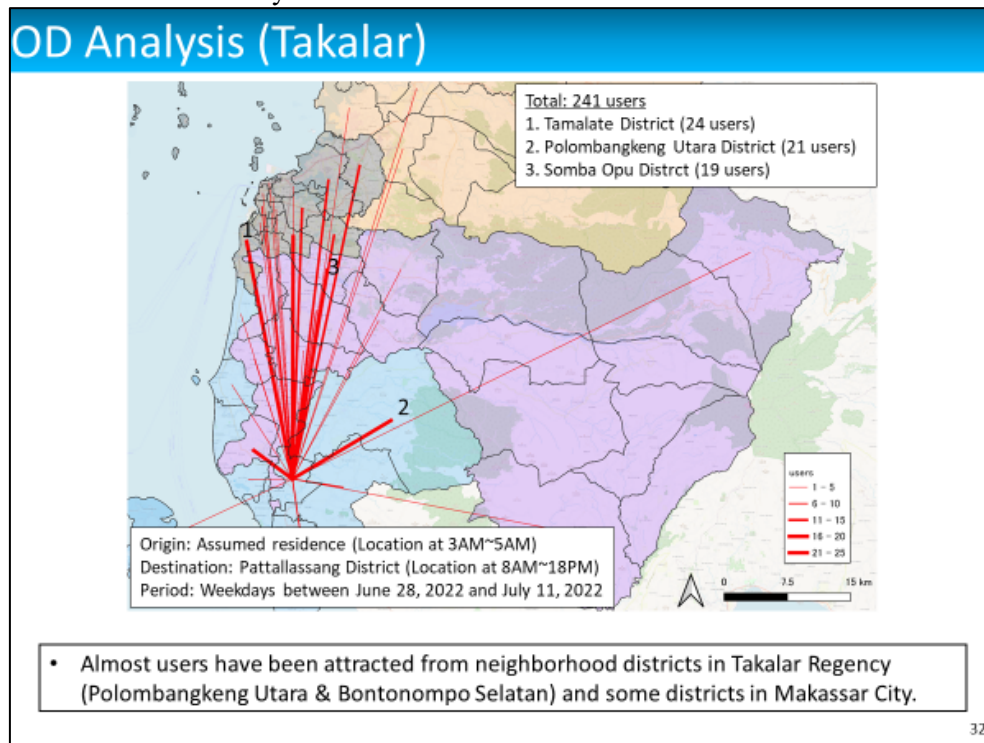 OD Analysis (Takalar)
Total: 241 users
1. Tamalate District (24 users)
2. Polombangkeng Utara District (21 users)
3. Somba Opu Distrct (19 users)
1
3
2
users
1 - 5
6 - 10
11 - 15
16 - 20
21 - 25
0 7.5 15 km
Origin: Assumed residence (Location at 3AM~5AM)
Destination: Pattallassang District (Location at 8AM~18PM)
Period: Weekdays between June 28, 2022 and July 11, 2022
• Almost users have been attracted from neighborhood districts in Takalar Regency
(Polombangkeng Utara & Bontonompo Selatan) and some districts in Makassar City.
32